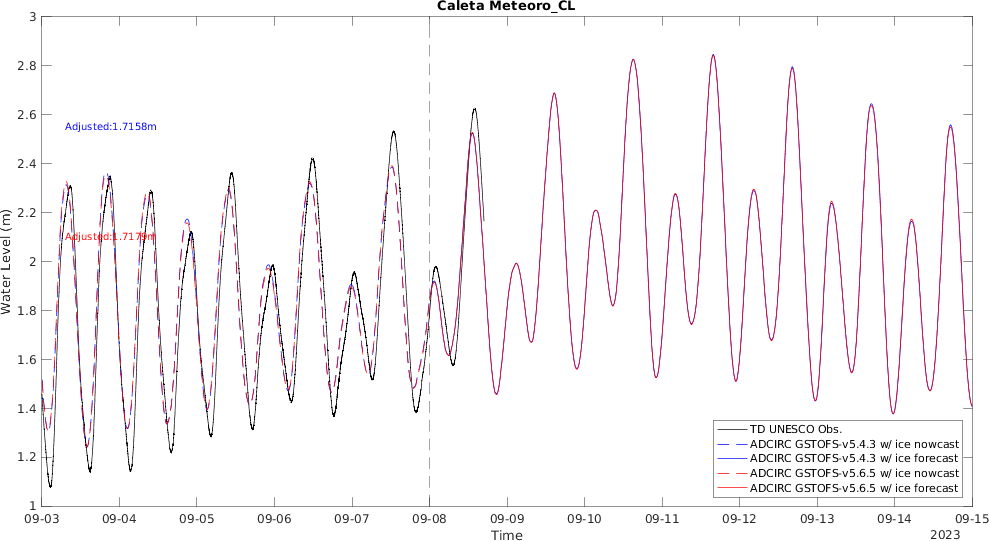 Caleta Meteoro_CL
3
2.8
2.6
2.4
2.2
2
1.8
1.6
1.4
1.2
1
Water Level (m)
Adjusted:1.7158m
Adjusted:1.7179m
TD UNESCO Obs.
ADCIRC GSTOFS-v5.4.3 w/ ice nowcast
ADCIRC GSTOFS-v5.4.3 w/ ice forecast
ADCIRC GSTOFS-v5.6.5 w/ ice nowcast
ADCIRC GSTOFS-v5.6.5 w/ ice forecast
09-03 09-04 09-05 09-06 09-07 09-08 09-09 09-10 09-11 09-12 09-13 09-14 09-15
Time
2023